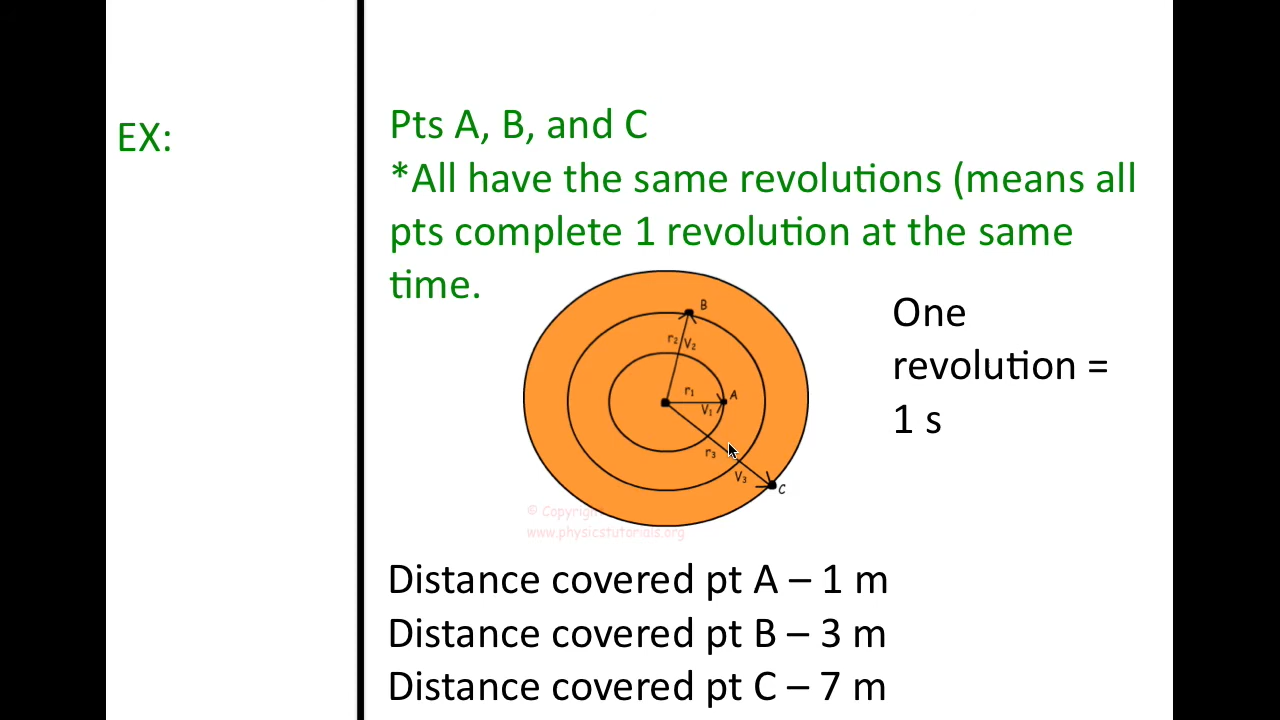 EX:
Pts A, B, and C
*All have the same revolutions (means all
pts complete 1 revolution at the same
time.
B
r₂ V₂
r₁ A
V₁
r₃
V₃ C
One
revolution =
1 s
© Copyrigh
www.physicstutorials.org
Distance covered pt A – 1 m
Distance covered pt B – 3 m
Distance covered pt C – 7 m